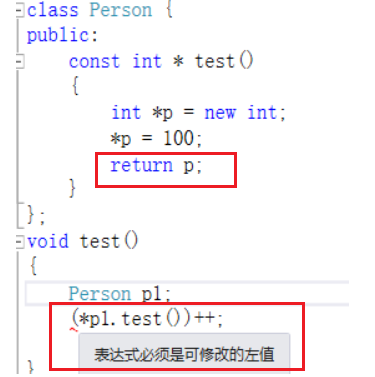 class Person {
public:
    const int * test()
    {
        int *p = new int;
        *p = 100;
        return p;
    }
};
void test()
{
    Person p1;
    (*p1.test())++;
表达式必须是可修改的左值
}